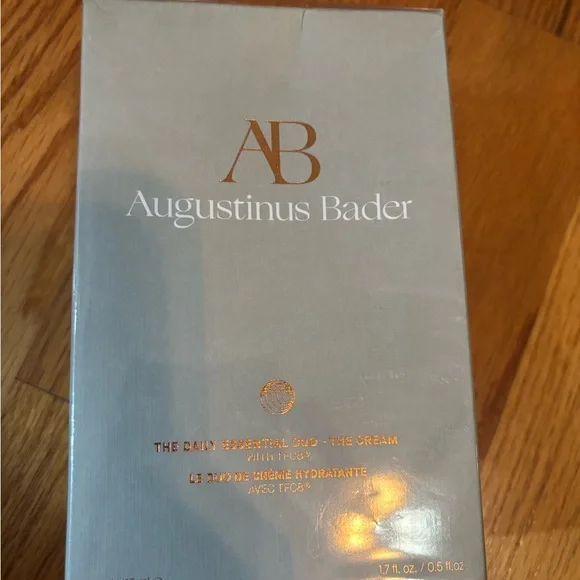 AB
Augustinus Bader
THE DAILY ESSENTIAL DUO - THE CREAM
WITH TFC8®
LE DUO DE CRÈME HYDRATANTE
AVEC TFC8®
1.7 fl. oz. / 0.5 fl.oz